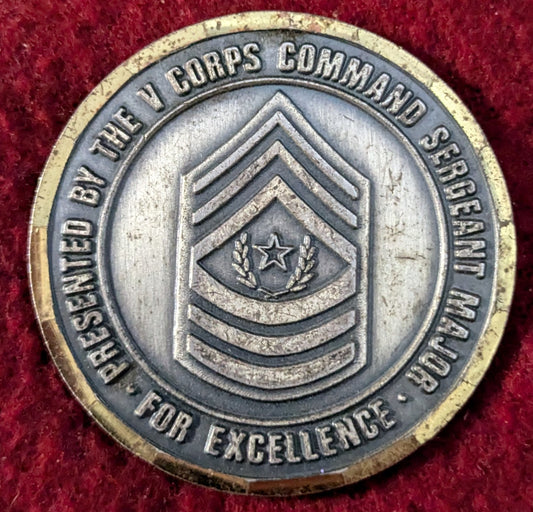 PRESENTED BY THE V CORPS COMMAND SERGEANT MAJOR
· FOR EXCELLENCE ·